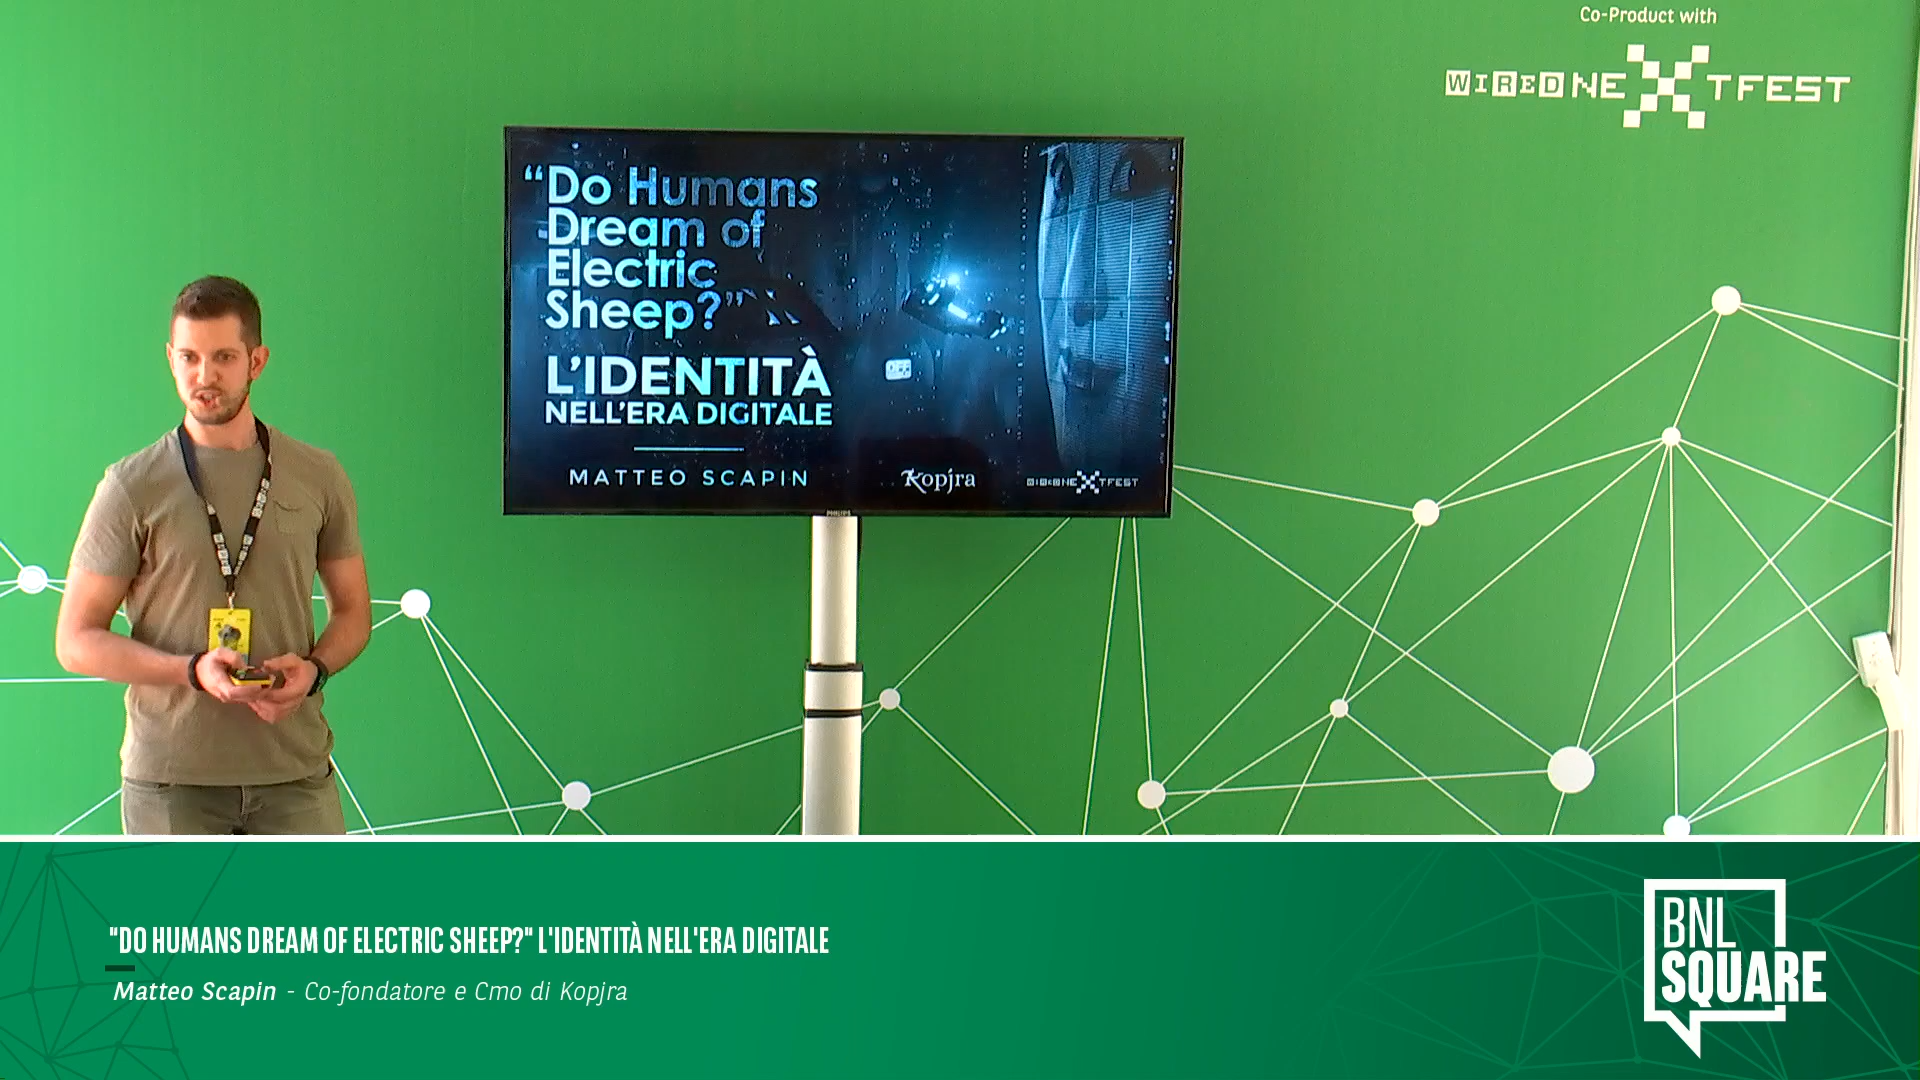 Co-Product with
WIRED NEXTFEST
“Do Humans
Dream of
Electric
Sheep?”
L’IDENTITÀ
NELL’ERA DIGITALE
MATTEO SCAPIN
Kopjra
WIRED NEXTFEST
PHILIPS
"DO HUMANS DREAM OF ELECTRIC SHEEP?" L'IDENTITÀ NELL'ERA DIGITALE
Matteo Scapin - Co-fondatore e Cmo di Kopjra
BNL
SQUARE